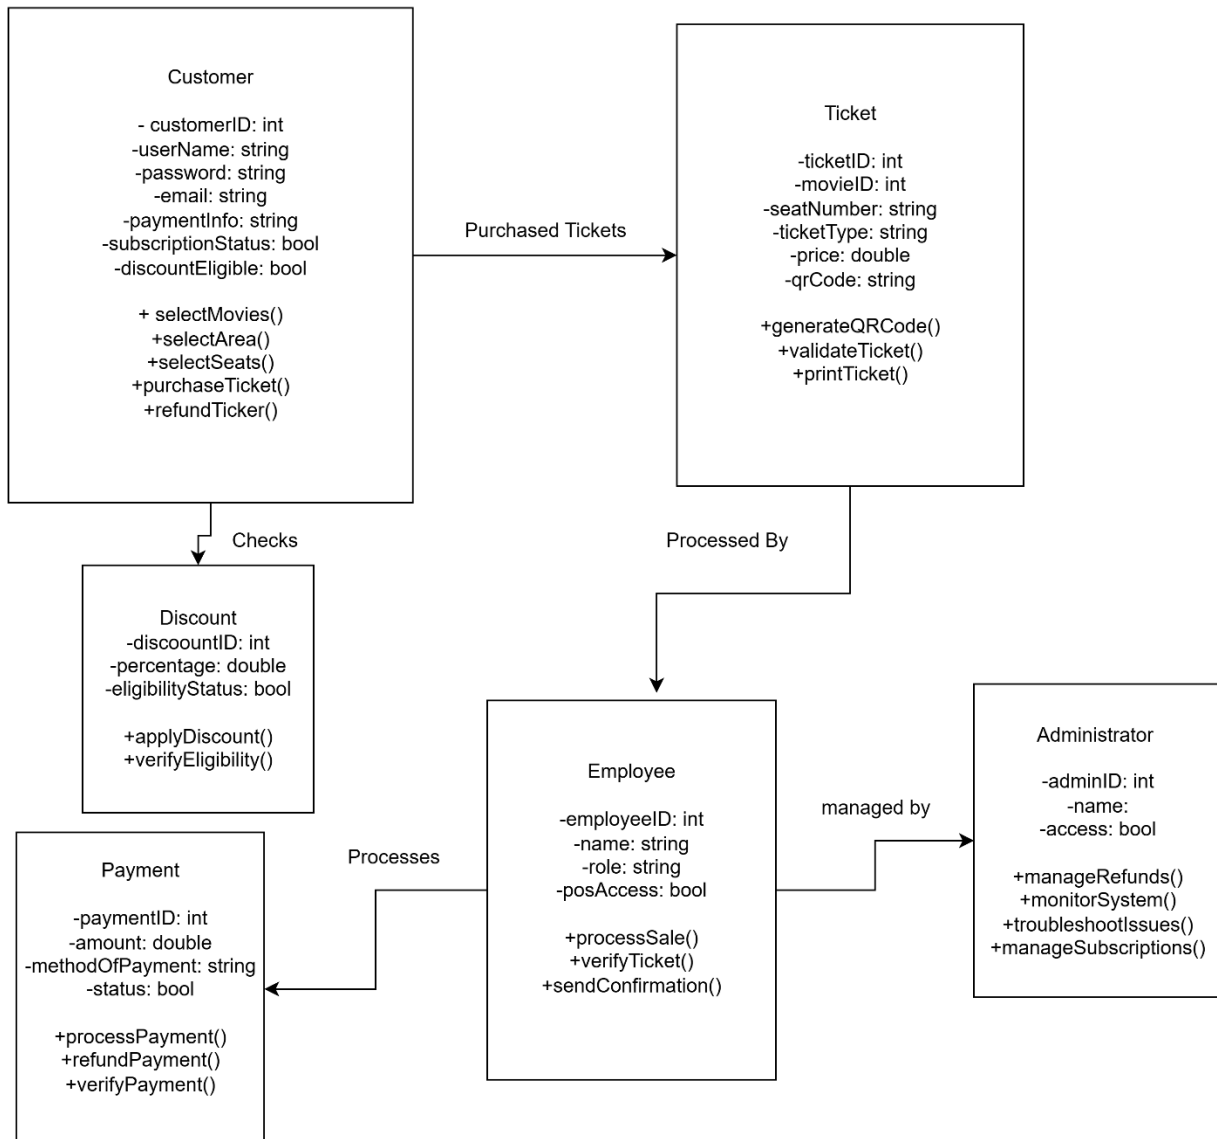 Customer
- customerID: int
-userName: string
-password: string
-email: string
-paymentInfo: string
-subscriptionStatus: bool
-discountEligible: bool
+ selectMovies()
+selectArea()
+selectSeats()
+purchaseTicket()
+refundTicker()
Purchased Tickets
Ticket
-ticketID: int
-movieID: int
-seatNumber: string
-ticketType: string
-price: double
-qrCode: string
+generateQRCode()
+validateTicket()
+printTicket()
Checks
Processed By
Discount
-discoountID: int
-percentage: double
-eligibilityStatus: bool
+applyDiscount()
+verifyEligibility()
Payment
-paymentID: int
-amount: double
-methodOfPayment: string
-status: bool
+processPayment()
+refundPayment()
+verifyPayment()
Processes
Employee
-employeeID: int
-name: string
-role: string
-posAccess: bool
+processSale()
+verifyTicket()
+sendConfirmation()
managed by
Administrator
-adminID: int
-name:
-access: bool
+manageRefunds()
+monitorSystem()
+troubleshootIssues()
+manageSubscriptions()